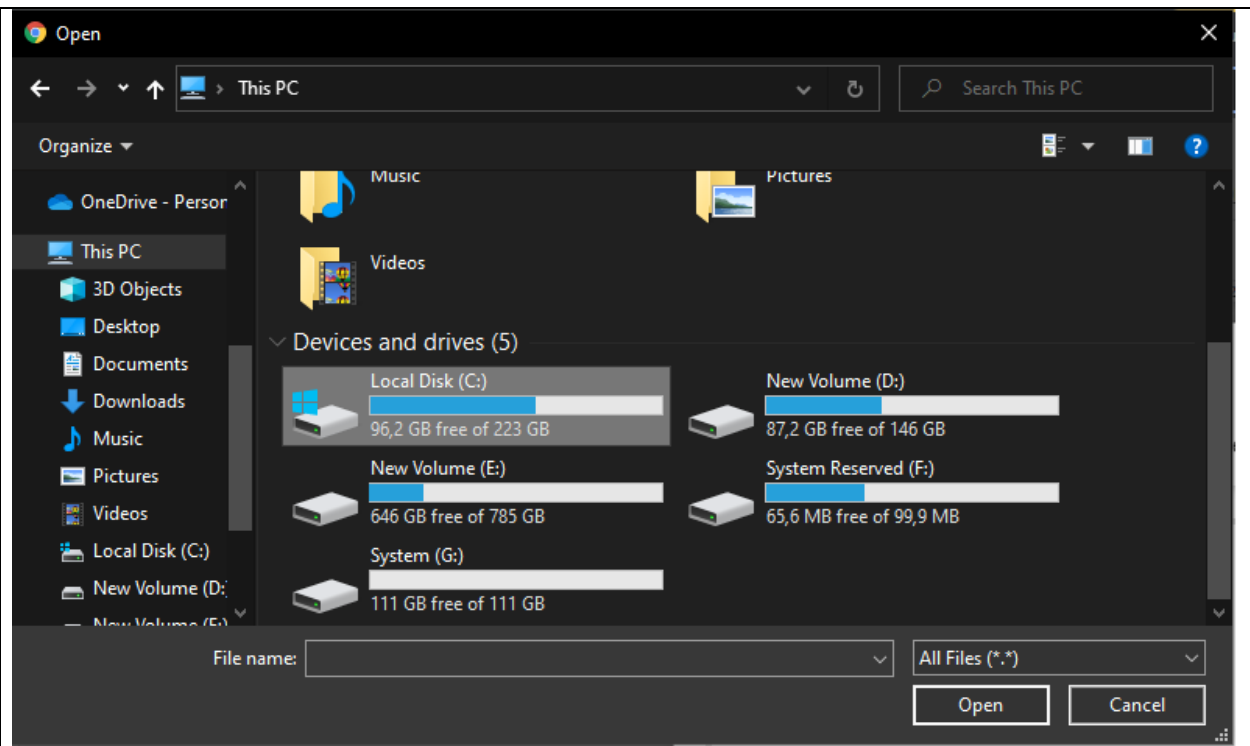 Open
This PC
Search This PC
Organize
OneDrive - Person
This PC
3D Objects
Desktop
Documents
Downloads
Music
Pictures
Videos
Local Disk (C:)
New Volume (D:)
New Volume (E:)
Music
Pictures
Videos
Devices and drives (5)
Local Disk (C:)
96,2 GB free of 223 GB
New Volume (D:)
87,2 GB free of 146 GB
New Volume (E:)
646 GB free of 785 GB
System Reserved (F:)
65,6 MB free of 99,9 MB
System (G:)
111 GB free of 111 GB
File name:
All Files (*.*)
Open
Cancel